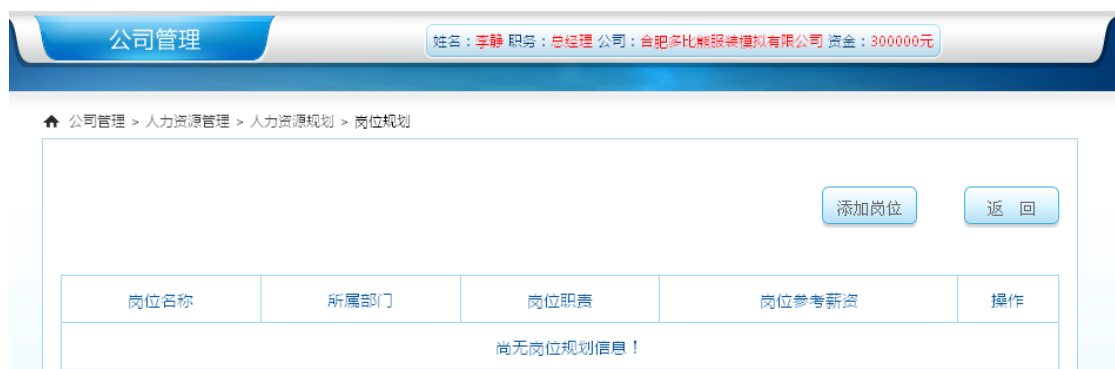 公司管理
姓名：李静 职务：总经理 公司：合肥多比熊服装模拟有限公司 资金：300000元
公司管理 > 人力资源管理 > 人力资源规划 > 岗位规划
添加岗位 返 回
岗位名称 所属部门 岗位职责 岗位参考薪资 操作
尚无岗位规划信息！